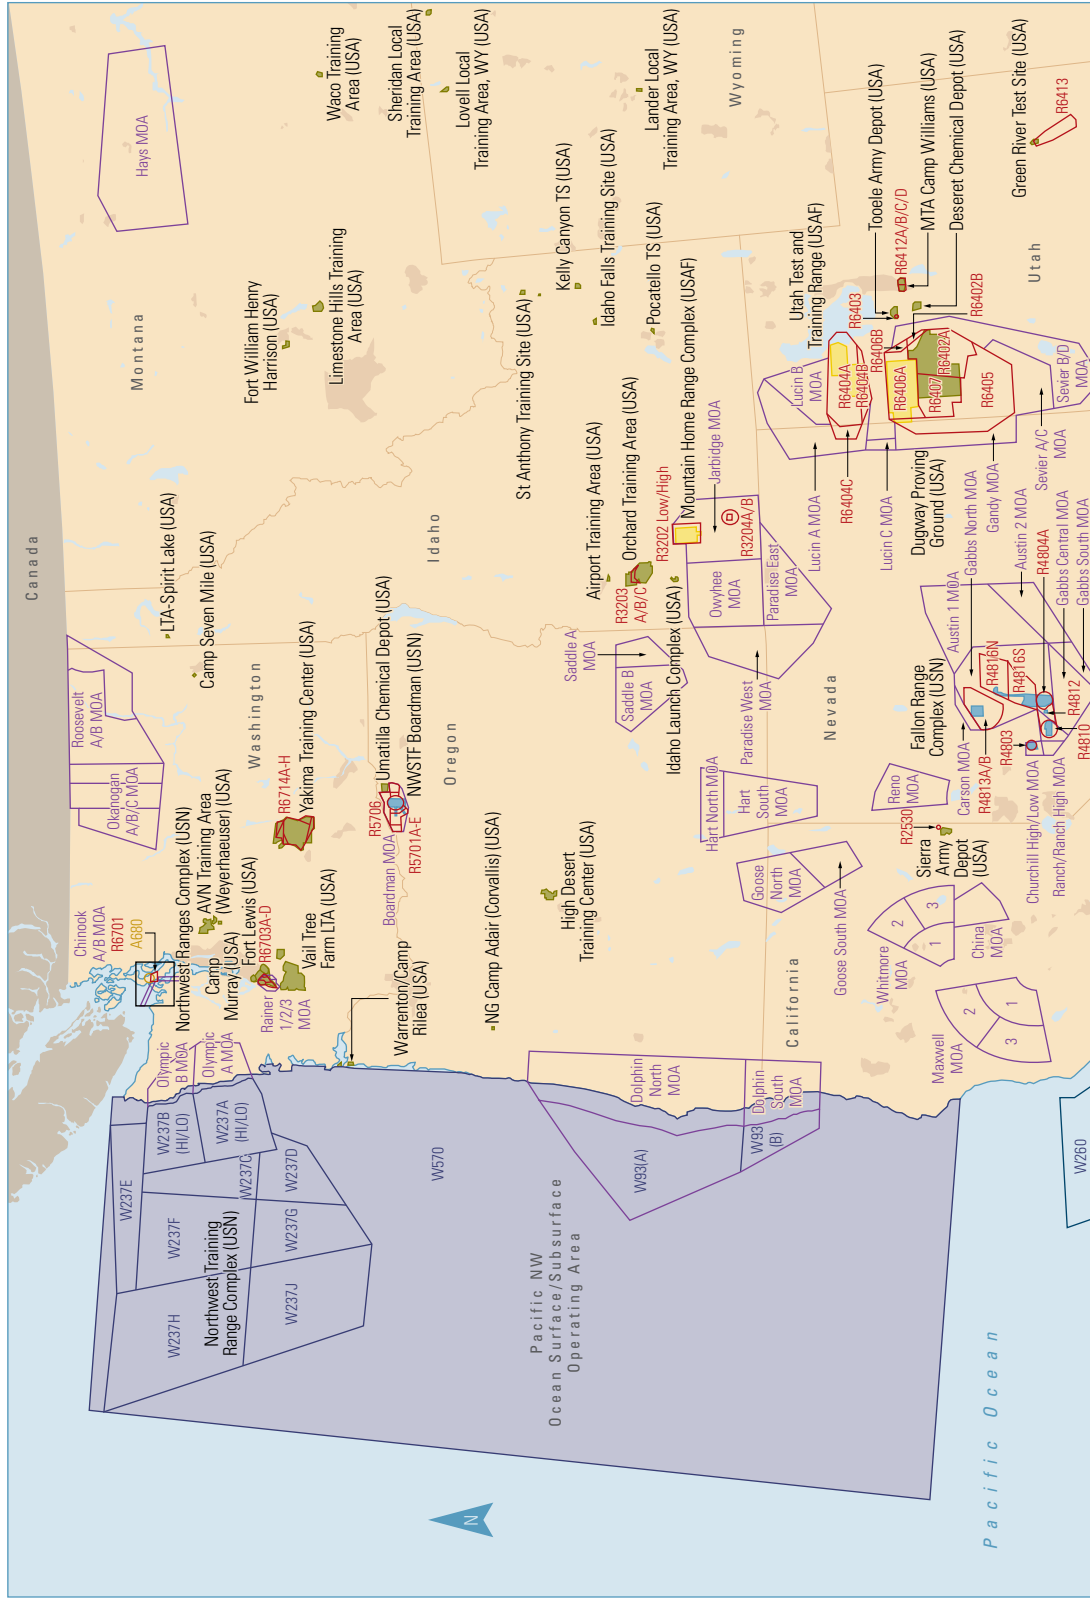 Canada
Montana
Washington
Idaho
Oregon
Wyoming
Nevada
Utah
California
Pacific Ocean
Pacific NW
Ocean Surface/Subsurface
Operating Area
N
Hays MOA
Waco Training
Area (USA)
Sheridan Local
Training Area (USA)
Lovell Local
Training Area, WY (USA)
Lander Local
Training Area, WY (USA)
Fort William Henry
Harrison (USA)
Limestone Hills Training
Area (USA)
St Anthony Training Site (USA)
Kelly Canyon TS (USA)
Idaho Falls Training Site (USA)
Pocatello TS (USA)
Green River Test Site (USA)
R6413
Tooele Army Depot (USA)
R6412A/B/C/D
MTA Camp Williams (USA)
Deseret Chemical Depot (USA)
R6402B
Utah Test and
Training Range (USAF)
R6403
R6406B
Lucin B
MOA
R6404A
R6404B
R6406A
R6407
R6402A
R6405
Sevier B/D
MOA
Lucin A MOA
R6404C
Lucin C MOA
Dugway Proving
Ground (USA)
Gandy MOA
Sevier A/C
MOA
LTA-Spirit Lake (USA)
Camp Seven Mile (USA)
Roosevelt
A/B MOA
Okanogan
A/B/C MOA
R6714A-H
Yakima Training Center (USA)
Umatilla Chemical Depot (USA)
NWSTF Boardman (USN)
R5706
R5701A-E
Boardman MOA
Chinook
A/B MOA
R6701
A680
Northwest Ranges Complex (USN)
AVN Training Area
(Weyerhaeuser) (USA)
Camp
Murray (USA)
Fort Lewis (USA)
R6703A-D
Rainer
1/2/3
MOA
Vail Tree
Farm LTA (USA)
Warrenton/Camp
Rilea (USA)
NG Camp Adair (Corvallis) (USA)
High Desert
Training Center (USA)
Olympic
B MOA
Olympic
A MOA
W237B
(HI/LO)
W237A
(HI/LO)
W237E
W237C
W237D
W237F
W237G
W237H
W237J
Northwest Training
Range Complex (USN)
W570
W93(A)
W93
(B)
Dolphin
North
MOA
Dolphin
South
MOA
W260
Airport Training Area (USA)
Orchard Training Area (USA)
R3203
A/B/C
R3202 Low/High
Mountain Home Range Complex (USAF)
Jarbidge MOA
R3204A/B
Owyhee
MOA
Paradise East
MOA
Paradise West
MOA
Saddle A
MOA
Saddle B
MOA
Idaho Launch Complex (USA)
Hart North MOA
Hart
South
MOA
Goose
North
MOA
Goose South MOA
Reno
MOA
R2530
Sierra
Army
Depot
(USA)
Whitmore
MOA
2
3
1
China
MOA
Maxwell
MOA
2
1
3
Fallon Range
Complex (USN)
Carson MOA
R4813A/B
R4803
Churchill High/Low MOA
Ranch/Ranch High MOA
Austin 1 MOA
Gabbs North MOA
Austin 2 MOA
R4816N
R4816S
R4804A
Gabbs Central MOA
Gabbs South MOA
R4812
R4810